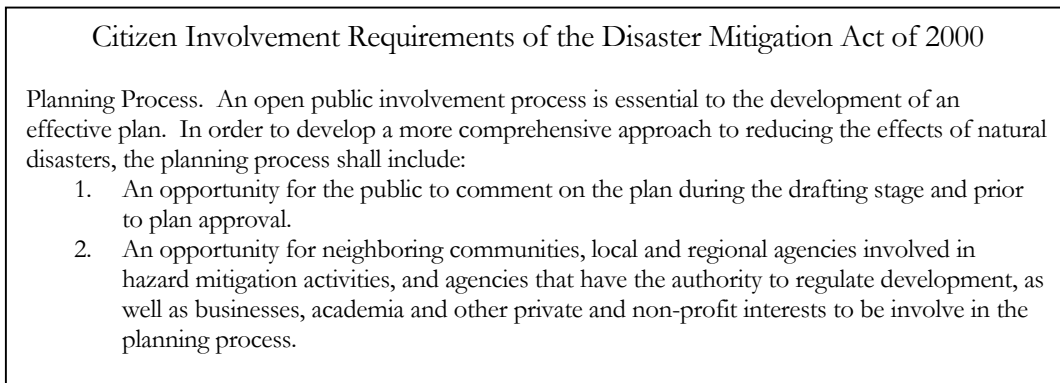 Citizen Involvement Requirements of the Disaster Mitigation Act of 2000
Planning Process. An open public involvement process is essential to the development of an
effective plan. In order to develop a more comprehensive approach to reducing the effects of natural
disasters, the planning process shall include:
1. An opportunity for the public to comment on the plan during the drafting stage and prior
to plan approval.
2. An opportunity for neighboring communities, local and regional agencies involved in
hazard mitigation activities, and agencies that have the authority to regulate development, as
well as businesses, academia and other private and non-profit interests to be involve in the
planning process.